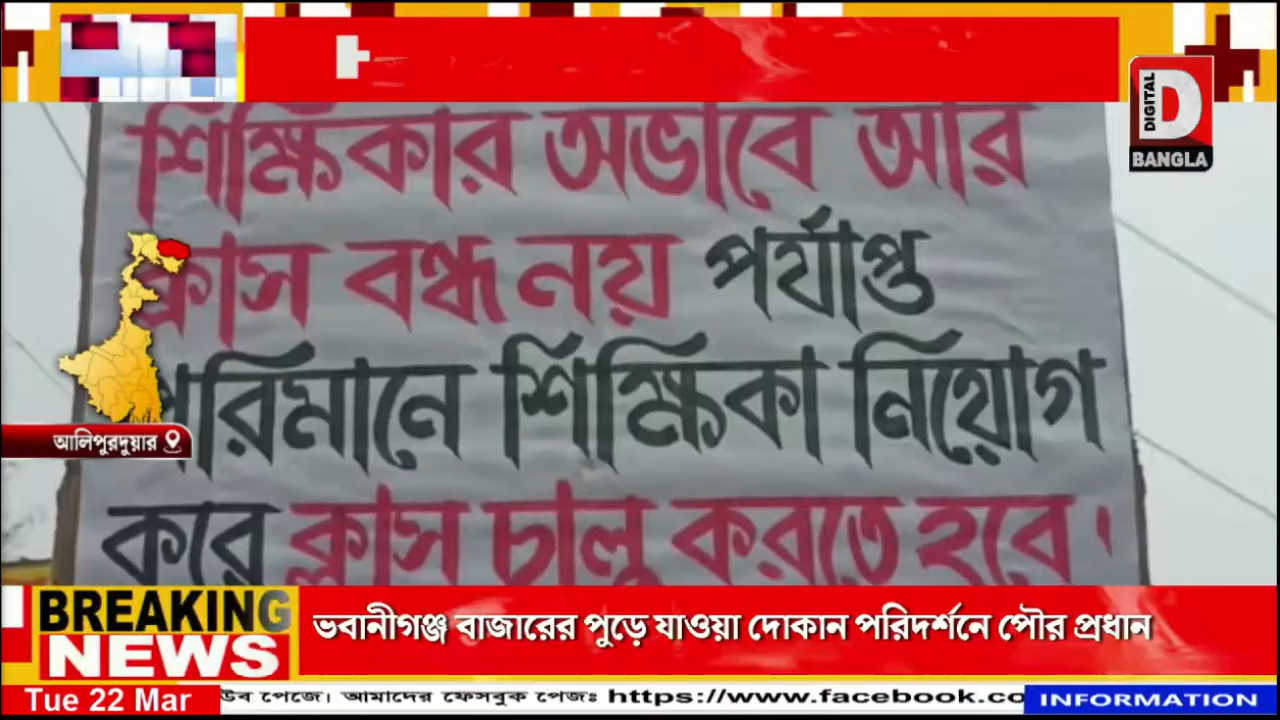 DIGITAL
BANGLA
শিক্ষিকার অভাবে আর
ক্লাস বন্ধ নয় পর্যাপ্ত
পরিমানে শিক্ষিকা নিয়োগ
করে ক্লাস চালু করতে হবে।
আলিপুরদুয়ার
BREAKING
NEWS
ভবানীগঞ্জ বাজারের পুড়ে যাওয়া দোকান পরিদর্শনে পৌর প্রধান
Tue 22 Mar
পেজে। আমাদের ফেসবুক পেজঃ https://www.facebook.co
INFORMATION